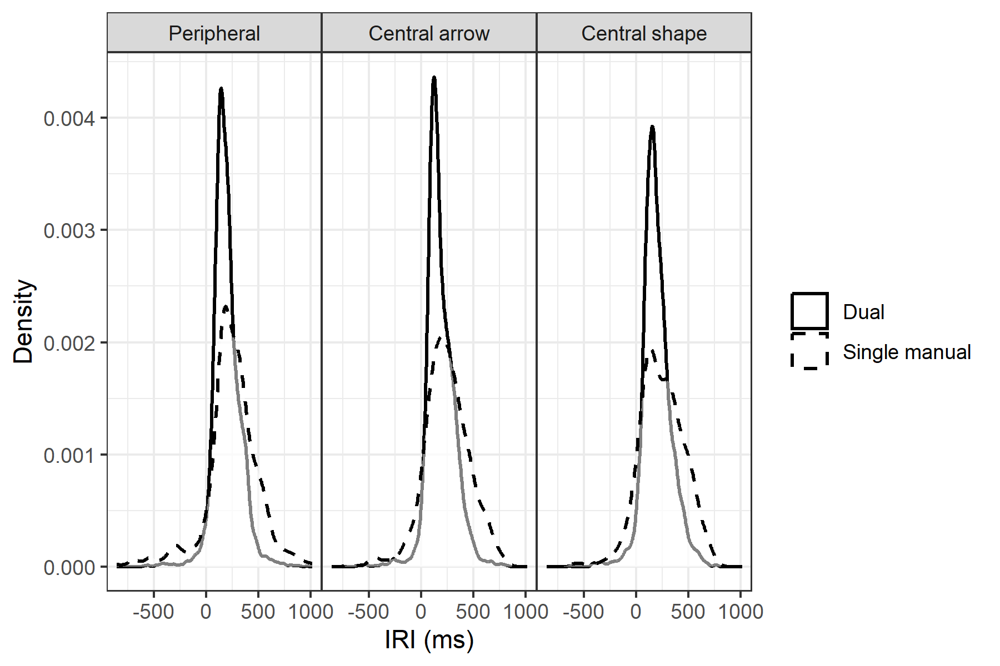 Peripheral Central arrow Central shape
Density
0.004
0.003
0.002
0.001
0.000
-500 0 500 1000 -500 0 500 1000 -500 0 500 1000
IRI (ms)
Dual
Single manual